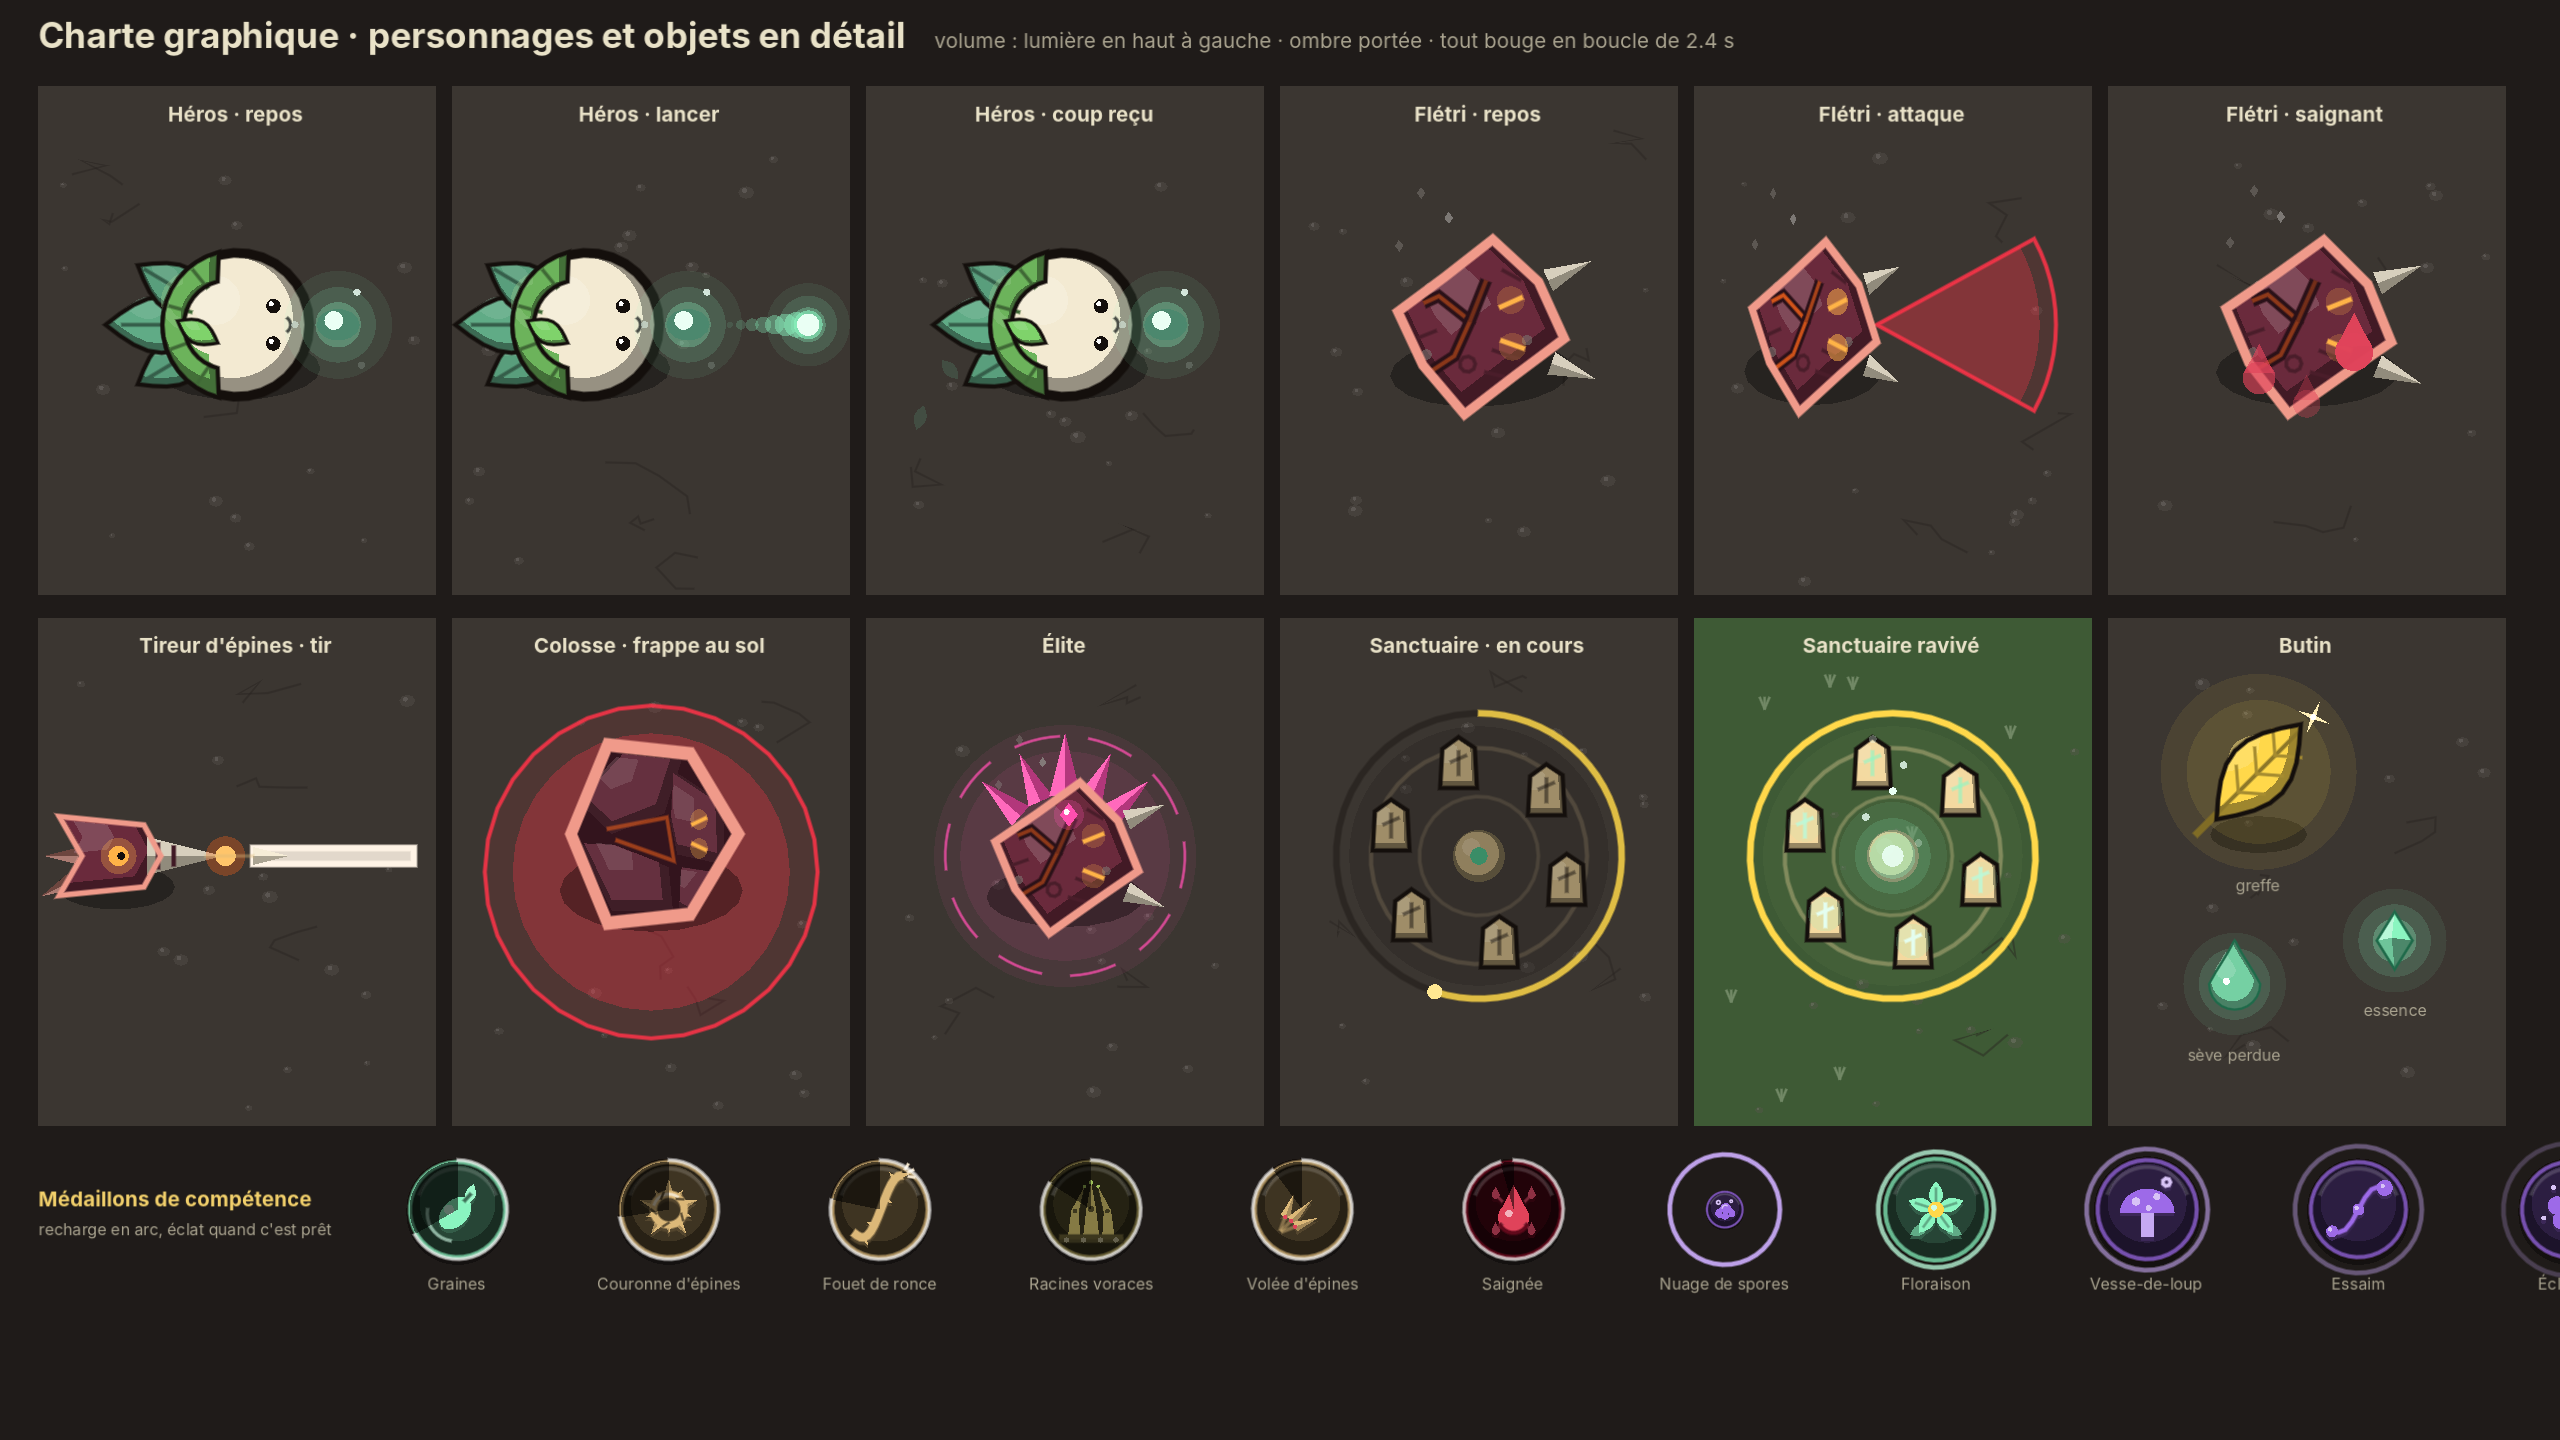 Charte graphique · personnages et objets en détail
volume : lumière en haut à gauche · ombre portée · tout bouge en boucle de 2.4 s
Héros · repos
Héros · lancer
Héros · coup reçu
Flétri · repos
Flétri · attaque
Flétri · saignant
Tireur d'épines · tir
Colosse · frappe au sol
Élite
Sanctuaire · en cours
Sanctuaire ravivé
Butin
greffe
essence
sève perdue
Médaillons de compétence
recharge en arc, éclat quand c'est prêt
Graines
Couronne d'épines
Fouet de ronce
Racines voraces
Volée d'épines
Saignée
Nuage de spores
Floraison
Vesse-de-loup
Essaim